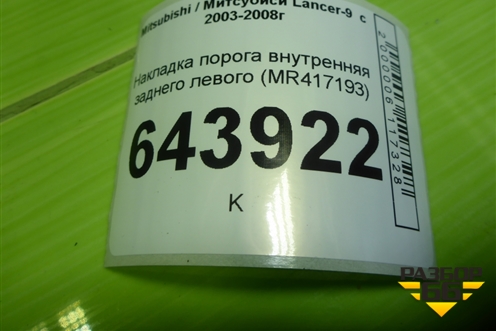 Mitsubishi / Митсубиси Lancer-9 с
2003-2008г
Накладка порога внутренняя
заднего левого (MR417193)
643922
К
2000006117328
РАЗБОР